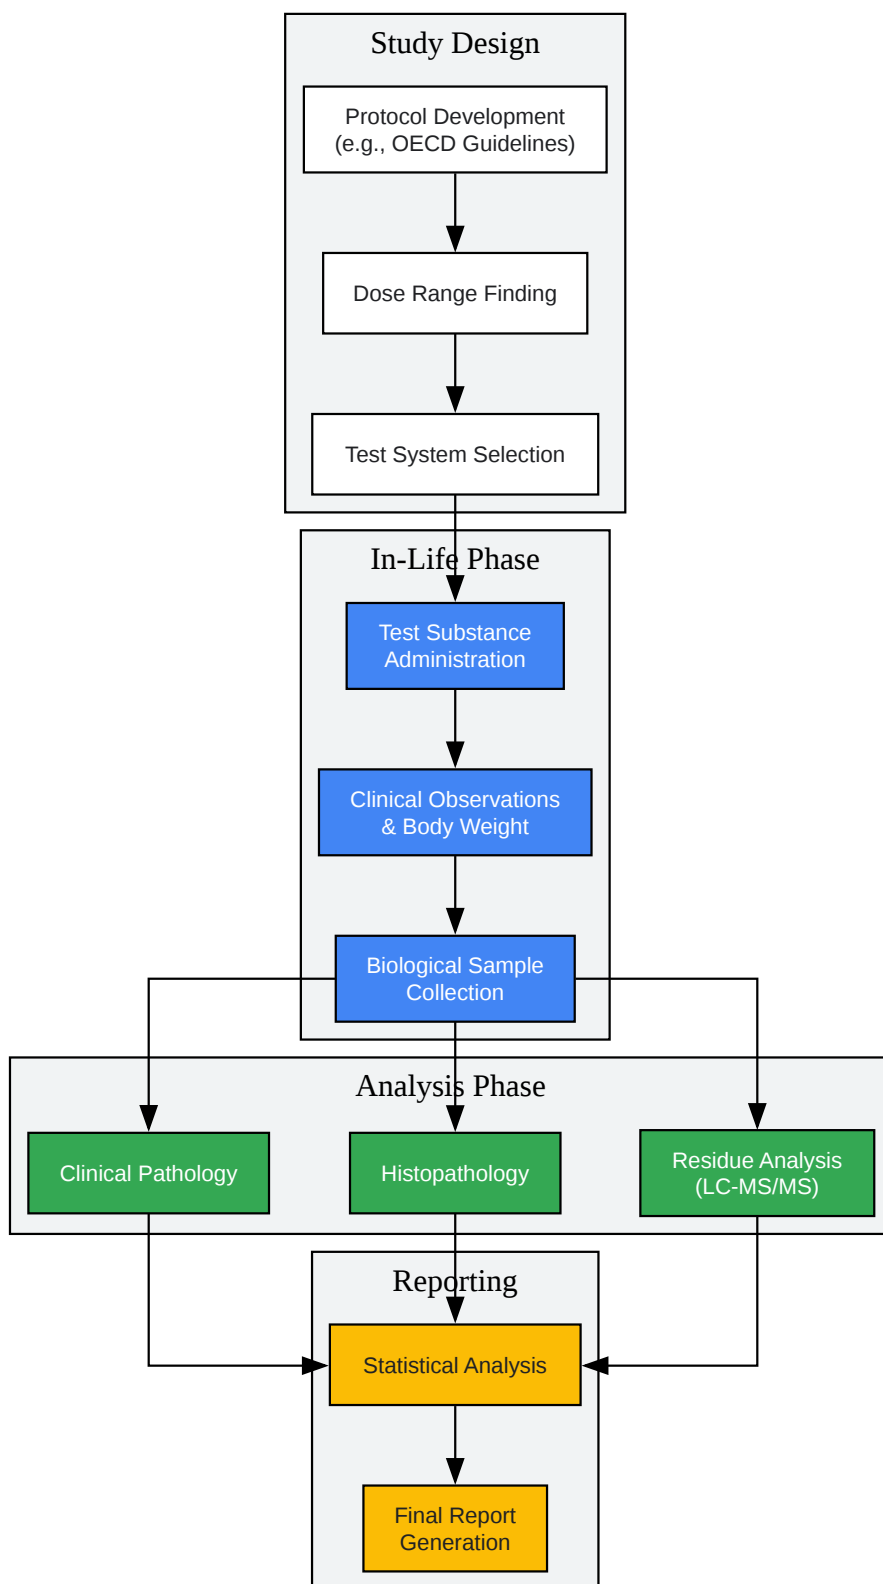 Study Design
Protocol Development
(e.g., OECD Guidelines)
Dose Range Finding
Test System Selection
In-Life Phase
Test Substance
Administration
Clinical Observations
& Body Weight
Biological Sample
Collection
Analysis Phase
Clinical Pathology
Histopathology
Residue Analysis
(LC-MS/MS)
Reporting
Statistical Analysis
Final Report
Generation